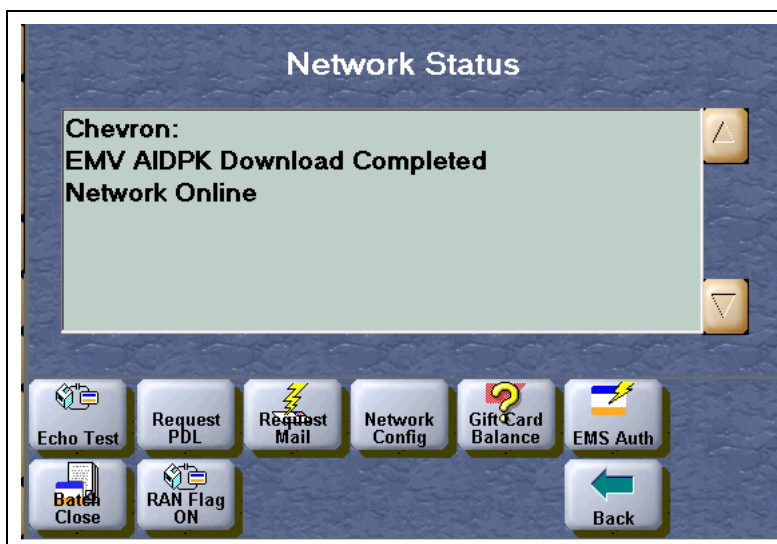 Network Status
Chevron:
EMV AIDPK Download Completed
Network Online
Echo Test
Request
PDL
Request
Mail
Network
Config
Gift Card
Balance
EMS Auth
Batch
Close
RAN Flag
ON
Back